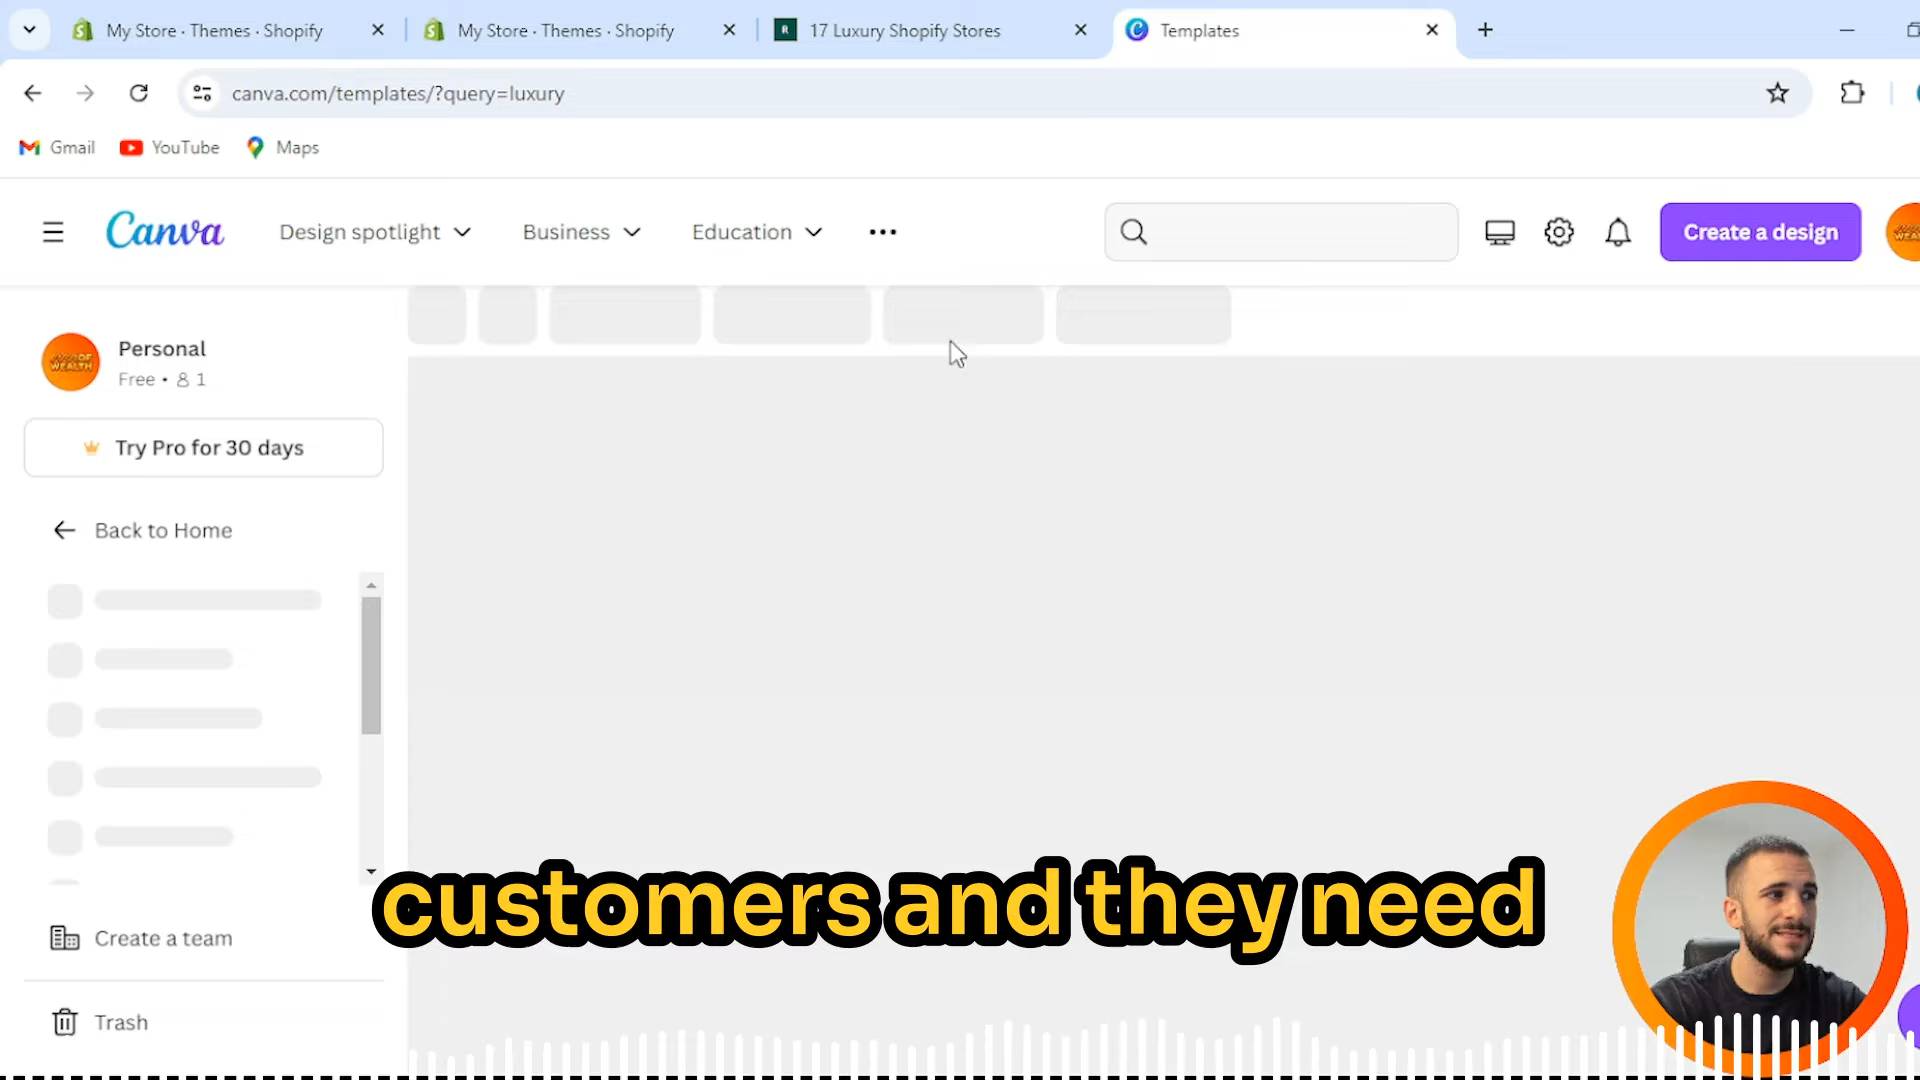 My Store · Themes · Shopify
My Store · Themes · Shopify
R
17 Luxury Shopify Stores
Templates
canva.com/templates/?query=luxury
Gmail
YouTube
Maps
Canva
Design spotlight
Business
Education
Create a design
Personal
Free • 1
Try Pro for 30 days
Back to Home
customers and they need
Create a team
Trash